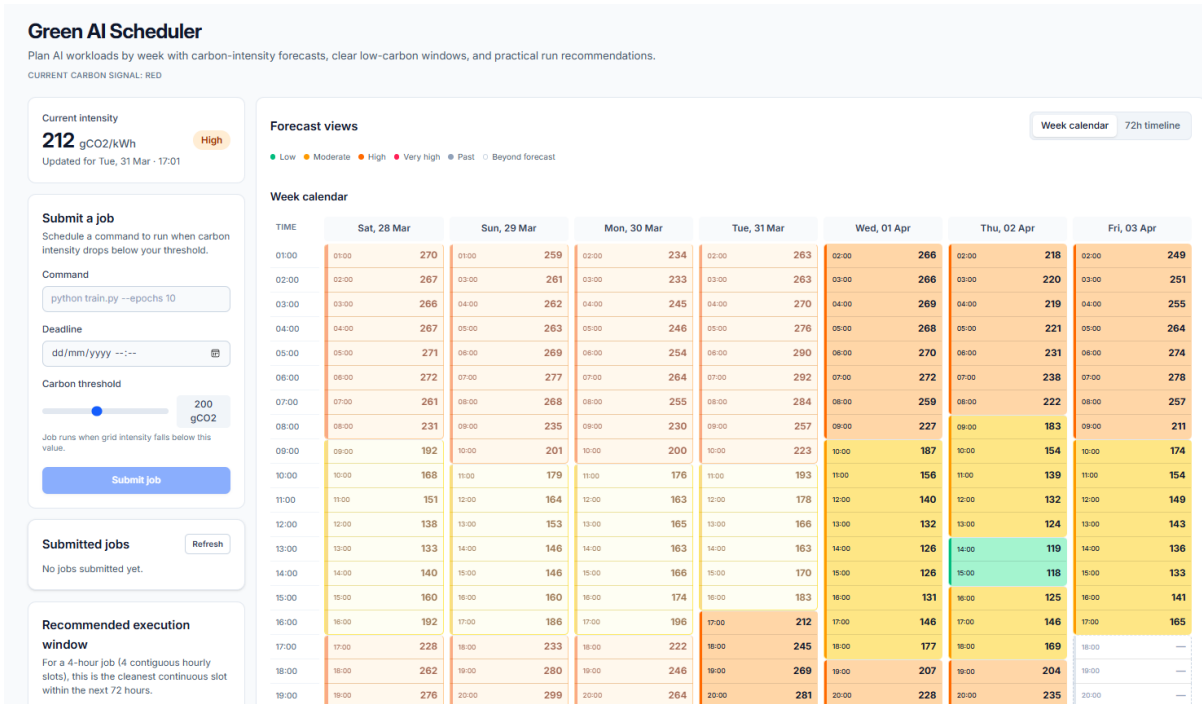 Green AI Scheduler
Plan AI workloads by week with carbon-intensity forecasts, clear low-carbon windows, and practical run recommendations.
CURRENT CARBON SIGNAL: RED
Current intensity
212 gCO2/kWh
High
Updated for Tue, 31 Mar · 17:01
Submit a job
Schedule a command to run when carbon
intensity drops below your threshold.
Command
python train.py --epochs 10
Deadline
dd/mm/yyyy --:--
Carbon threshold
200
gCO2
Job runs when grid intensity falls below this
value.
Submit job
Submitted jobs
Refresh
No jobs submitted yet.
Recommended execution
window
For a 4-hour job (4 contiguous hourly
slots), this is the cleanest continuous slot
within the next 72 hours.
Forecast views
Week calendar 72h timeline
Low Moderate High Very high Past Beyond forecast
Week calendar
TIME Sat, 28 Mar Sun, 29 Mar Mon, 30 Mar Tue, 31 Mar Wed, 01 Apr Thu, 02 Apr Fri, 03 Apr
01:00 01:00 270 01:00 259 02:00 234 02:00 263 02:00 266 02:00 218 02:00 249
02:00 02:00 267 03:00 261 03:00 233 03:00 263 03:00 266 03:00 220 03:00 251
03:00 03:00 266 04:00 262 04:00 245 04:00 270 04:00 269 04:00 219 04:00 255
04:00 04:00 267 05:00 263 05:00 246 05:00 276 05:00 268 05:00 221 05:00 264
05:00 05:00 271 06:00 269 06:00 254 06:00 290 06:00 270 06:00 231 06:00 274
06:00 06:00 272 07:00 277 07:00 264 07:00 292 07:00 272 07:00 238 07:00 278
07:00 07:00 261 08:00 268 08:00 255 08:00 284 08:00 259 08:00 222 08:00 257
08:00 08:00 231 09:00 235 09:00 230 09:00 257 09:00 227 09:00 183 09:00 211
09:00 09:00 192 10:00 201 10:00 200 10:00 223 10:00 187 10:00 154 10:00 174
10:00 10:00 168 11:00 179 11:00 176 11:00 193 11:00 156 11:00 139 11:00 154
11:00 11:00 151 12:00 164 12:00 163 12:00 178 12:00 140 12:00 132 12:00 149
12:00 12:00 138 13:00 153 13:00 165 13:00 166 13:00 132 13:00 124 13:00 143
13:00 13:00 133 14:00 146 14:00 163 14:00 163 14:00 126 14:00 119 14:00 136
14:00 14:00 140 15:00 146 15:00 166 15:00 170 15:00 126 15:00 118 15:00 133
15:00 15:00 160 16:00 160 16:00 174 16:00 183 16:00 131 16:00 125 16:00 141
16:00 16:00 192 17:00 186 17:00 196 17:00 212 17:00 146 17:00 146 17:00 165
17:00 17:00 228 18:00 233 18:00 222 18:00 245 18:00 177 18:00 169 18:00 —
18:00 18:00 262 19:00 280 19:00 246 19:00 269 19:00 207 19:00 204 19:00 —
19:00 19:00 276 20:00 299 20:00 264 20:00 281 20:00 228 20:00 235 20:00 —